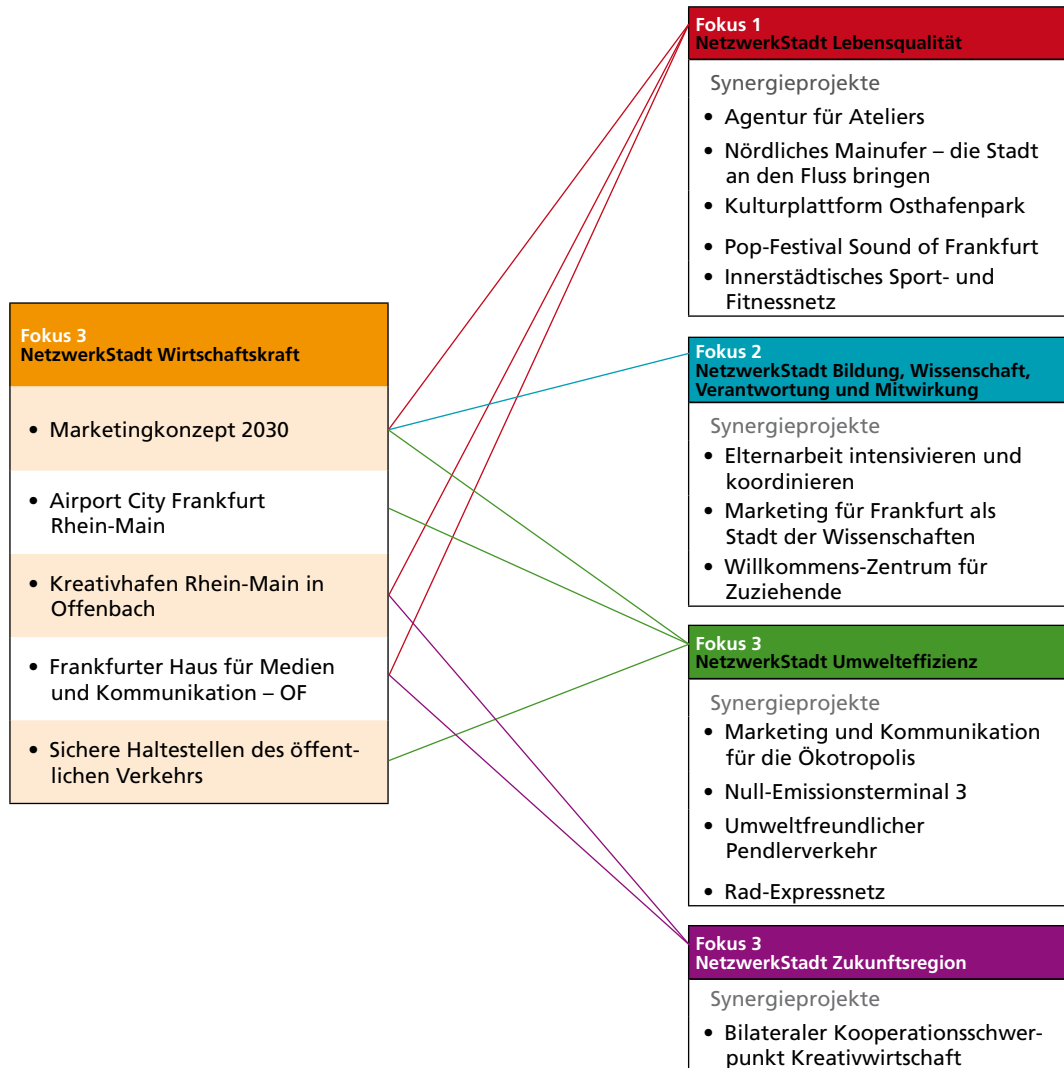 Fokus 3
NetzwerkStadt Wirtschaftskraft
• Marketingkonzept 2030
• Airport City Frankfurt
Rhein-Main
• Kreativhafen Rhein-Main in
Offenbach
• Frankfurter Haus für Medien
und Kommunikation – OF
• Sichere Haltestellen des öffent-
lichen Verkehrs
Fokus 1
NetzwerkStadt Lebensqualität
Synergieprojekte
• Agentur für Ateliers
• Nördliches Mainufer – die Stadt
an den Fluss bringen
• Kulturplattform Osthafenpark
• Pop-Festival Sound of Frankfurt
• Innerstädtisches Sport- und
Fitnessnetz
Fokus 2
NetzwerkStadt Bildung, Wissenschaft,
Verantwortung und Mitwirkung
Synergieprojekte
• Elternarbeit intensivieren und
koordinieren
• Marketing für Frankfurt als
Stadt der Wissenschaften
• Willkommens-Zentrum für
Zuziehende
Fokus 3
NetzwerkStadt Umwelteffizienz
Synergieprojekte
• Marketing und Kommunikation
für die Ökotropolis
• Null-Emissionsterminal 3
• Umweltfreundlicher
Pendlerverkehr
• Rad-Expressnetz
Fokus 3
NetzwerkStadt Zukunftsregion
Synergieprojekte
• Bilateraler Kooperationsschwer-
punkt Kreativwirtschaft